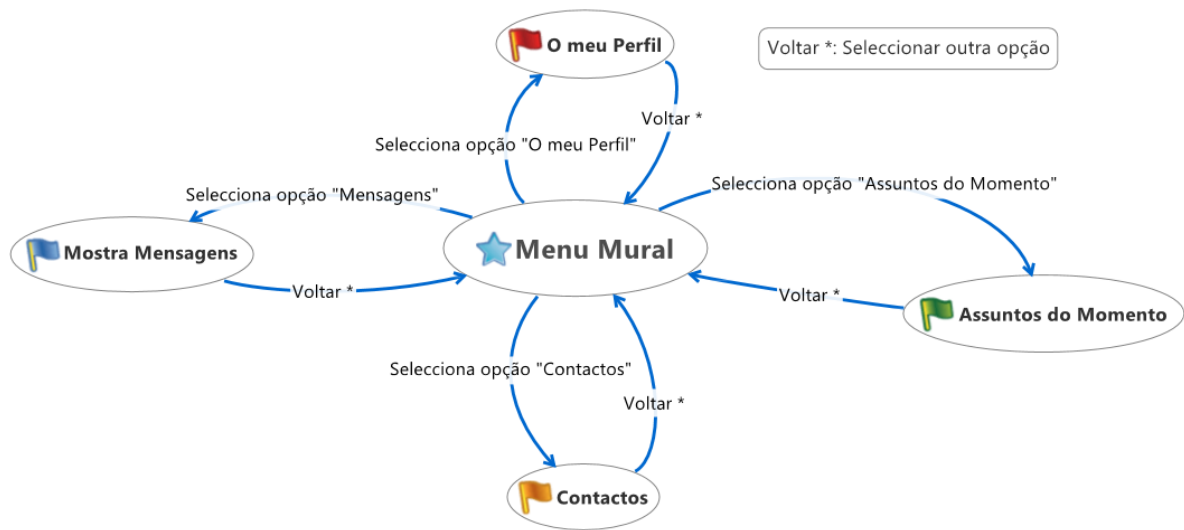 O meu Perfil
Voltar *: Seleccionar outra opção
Voltar *
Selecciona opção "O meu Perfil"
Selecciona opção "Mensagens"
Selecciona opção "Assuntos do Momento"
Mostra Mensagens
Menu Mural
Voltar *
Voltar *
Assuntos do Momento
Selecciona opção "Contactos"
Voltar *
Contactos